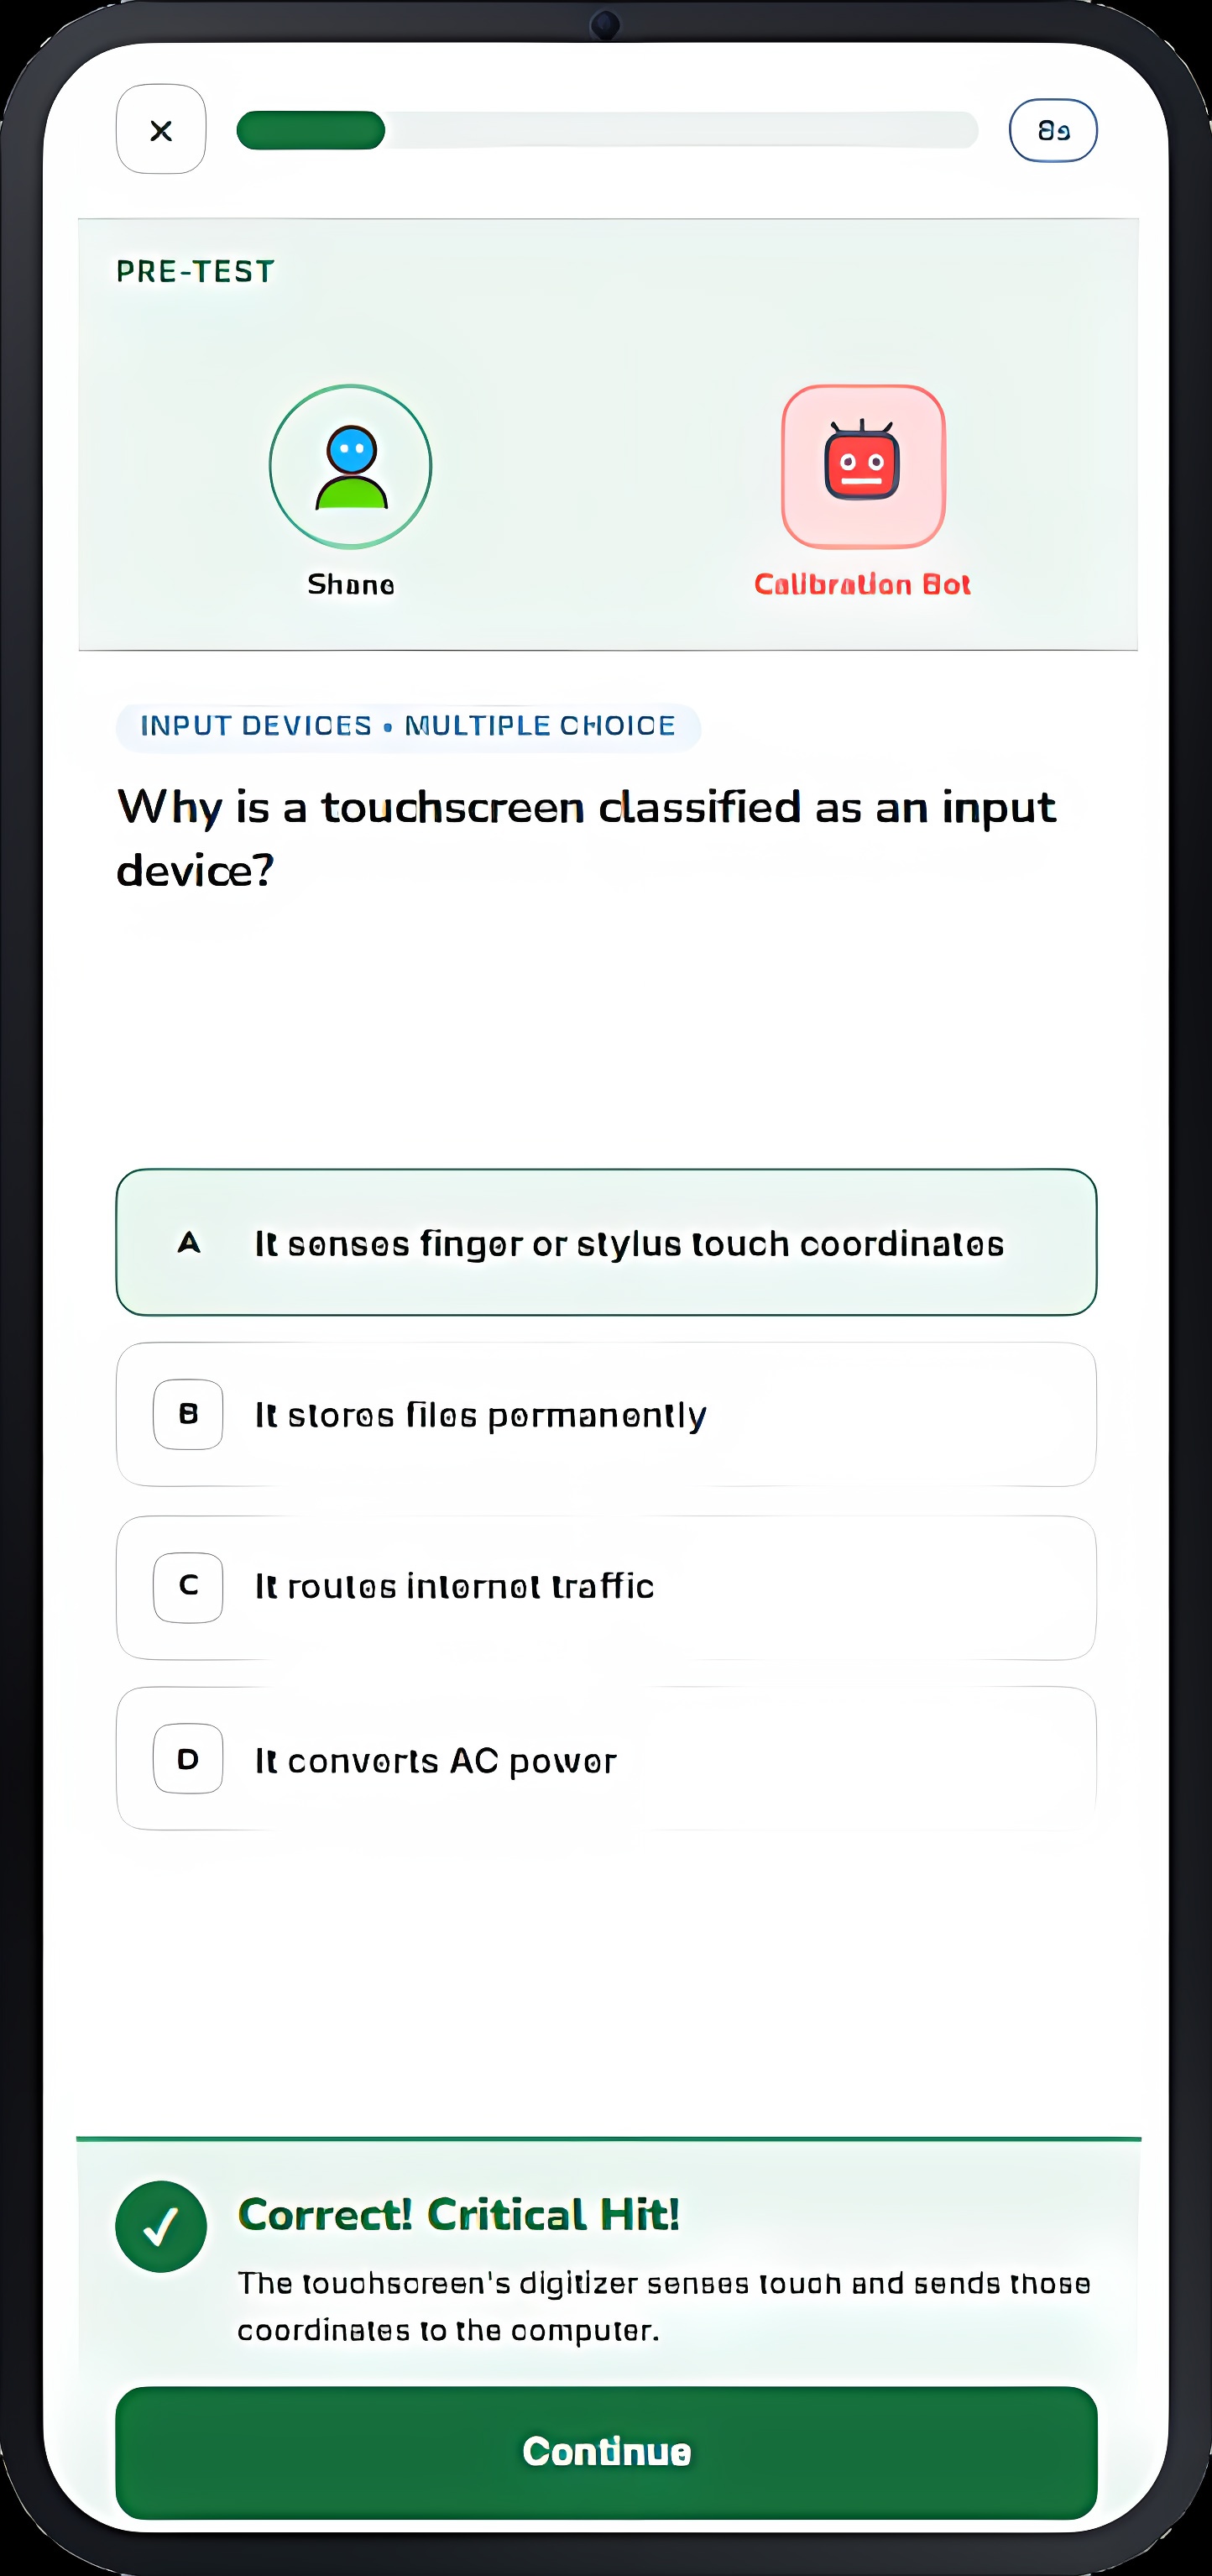 PRE-TEST
Shane
Calibration Bot
INPUT DEVICES • MULTIPLE CHOICE
Why is a touchscreen classified as an input
device?
A It senses finger or stylus touch coordinates
B It stores files permanently
C It routes internet traffic
D It converts AC power
Correct! Critical Hit!
The touchscreen's digitizer senses touch and sends those
coordinates to the computer.
Continue